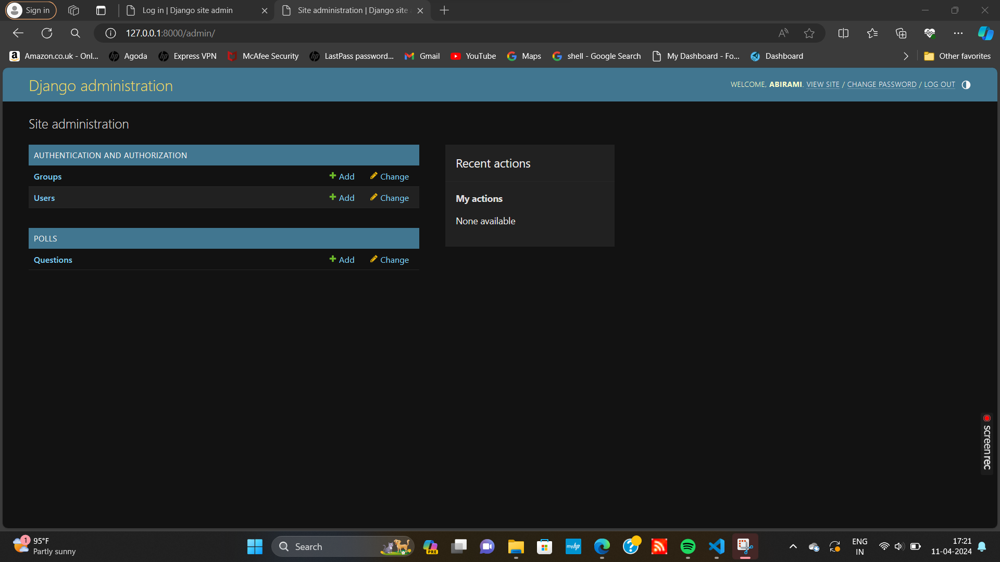 Sign in
Log in | Django site admin
Site administration | Django site
127.0.0.1:8000/admin/
Amazon.co.uk - Onl...
Agoda
Express VPN
McAfee Security
LastPass password...
Gmail
YouTube
Maps
shell - Google Search
My Dashboard - Fo...
Dashboard
Other favorites
Django administration
WELCOME, ABIRAMI. VIEW SITE / CHANGE PASSWORD / LOG OUT
Site administration
AUTHENTICATION AND AUTHORIZATION
Groups Add Change
Users Add Change
POLLS
Questions Add Change
Recent actions
My actions
None available
screenrec
1
95°F
Partly sunny
Search
PRE
myhp
ENG
IN
17:21
11-04-2024